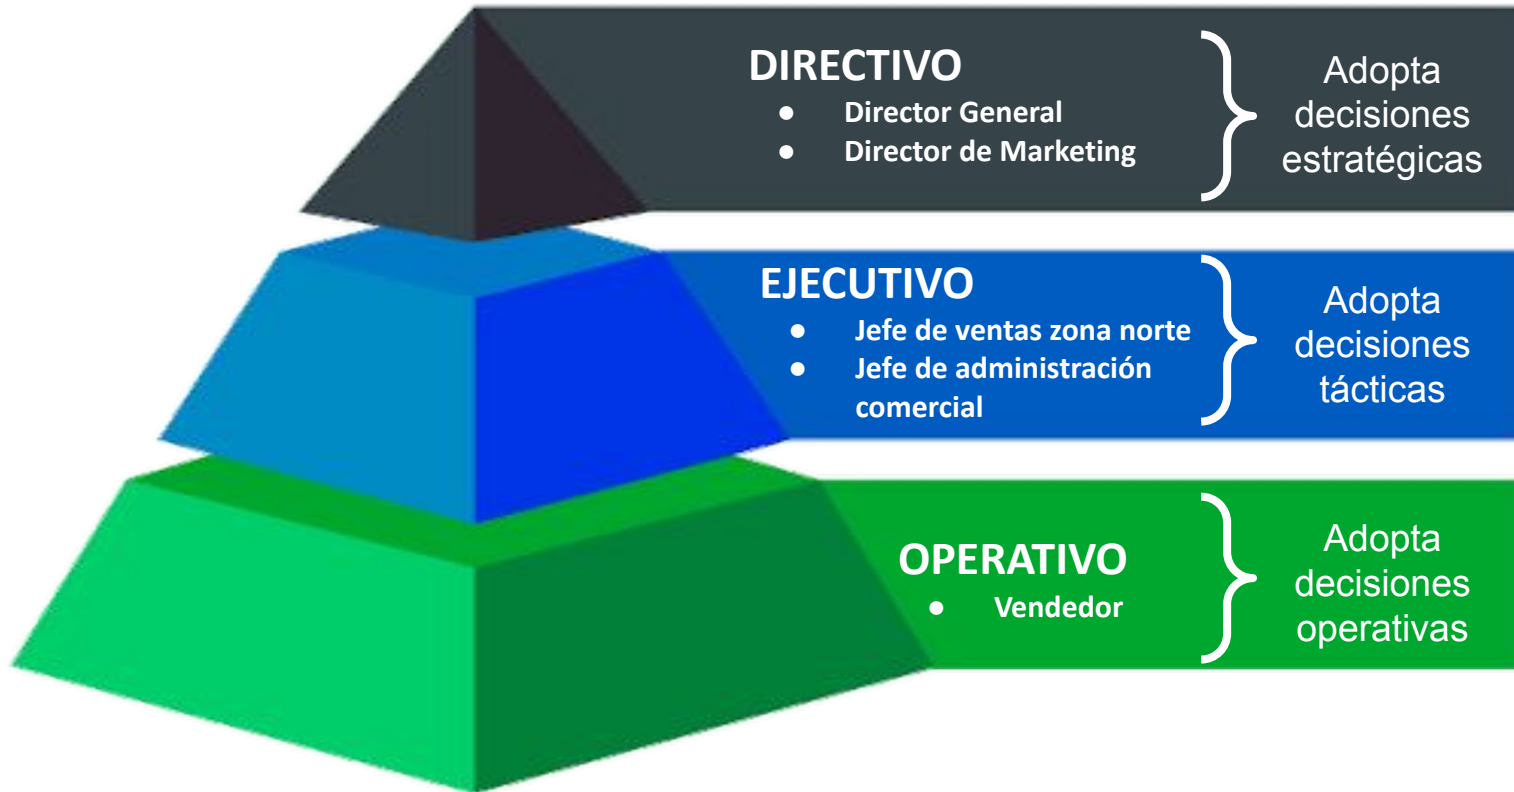 DIRECTIVO
● Director General
● Director de Marketing
Adopta
decisiones
estratégicas
EJECUTIVO
● Jefe de ventas zona norte
● Jefe de administración
comercial
Adopta
decisiones
tácticas
OPERATIVO
● Vendedor
Adopta
decisiones
operativas